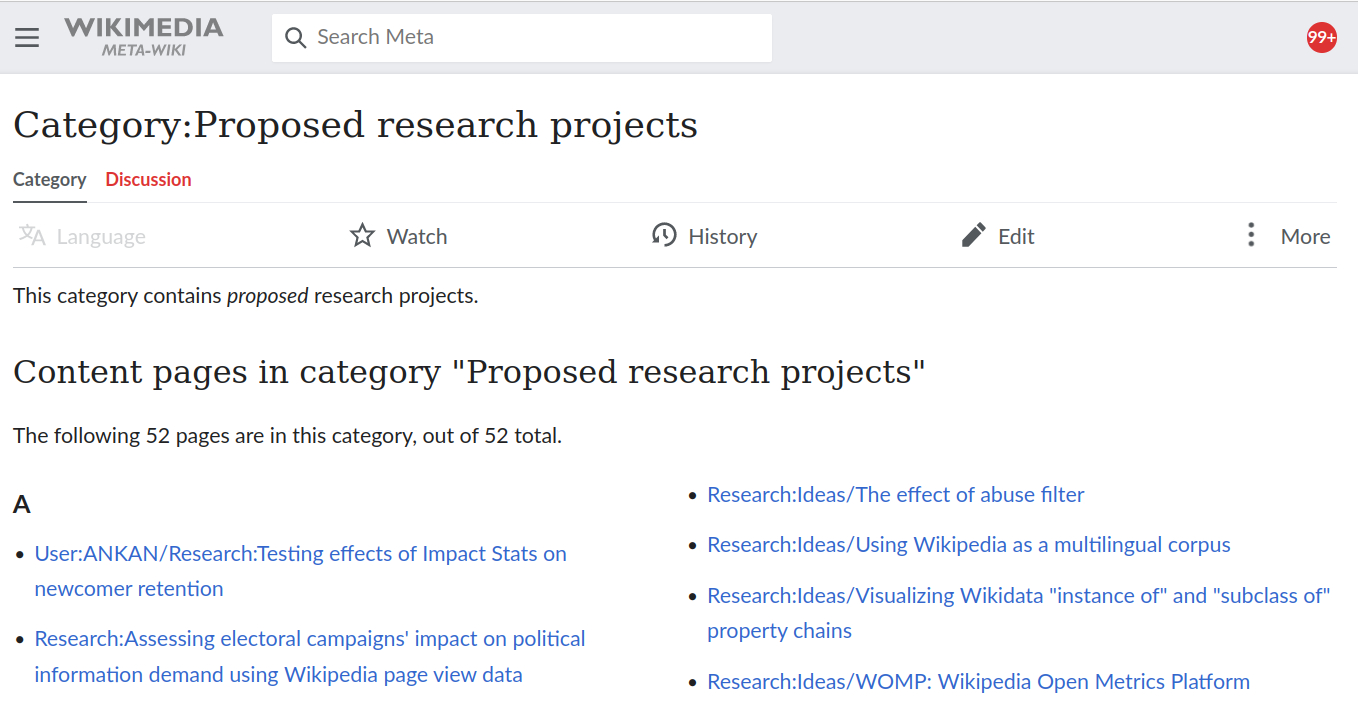 WIKIMEDIA
META-WIKI
Search Meta
99+
Category:Proposed research projects
Category Discussion
Language Watch History Edit More
This category contains proposed research projects.
Content pages in category "Proposed research projects"
The following 52 pages are in this category, out of 52 total.
A
User:ANKAN/Research:Testing effects of Impact Stats on
newcomer retention
Research:Assessing electoral campaigns' impact on political
information demand using Wikipedia page view data
Research:Ideas/The effect of abuse filter
Research:Ideas/Using Wikipedia as a multilingual corpus
Research:Ideas/Visualizing Wikidata "instance of" and "subclass of"
property chains
Research:Ideas/WOMP: Wikipedia Open Metrics Platform